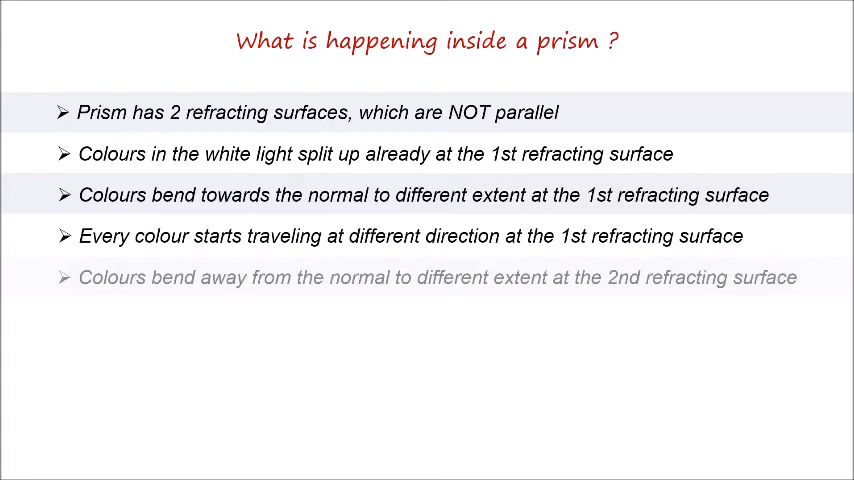 What is happening inside a prism ?
➢ Prism has 2 refracting surfaces, which are NOT parallel
➢ Colours in the white light split up already at the 1st refracting surface
➢ Colours bend towards the normal to different extent at the 1st refracting surface
➢ Every colour starts traveling at different direction at the 1st refracting surface
➢ Colours bend away from the normal to different extent at the 2nd refracting surface